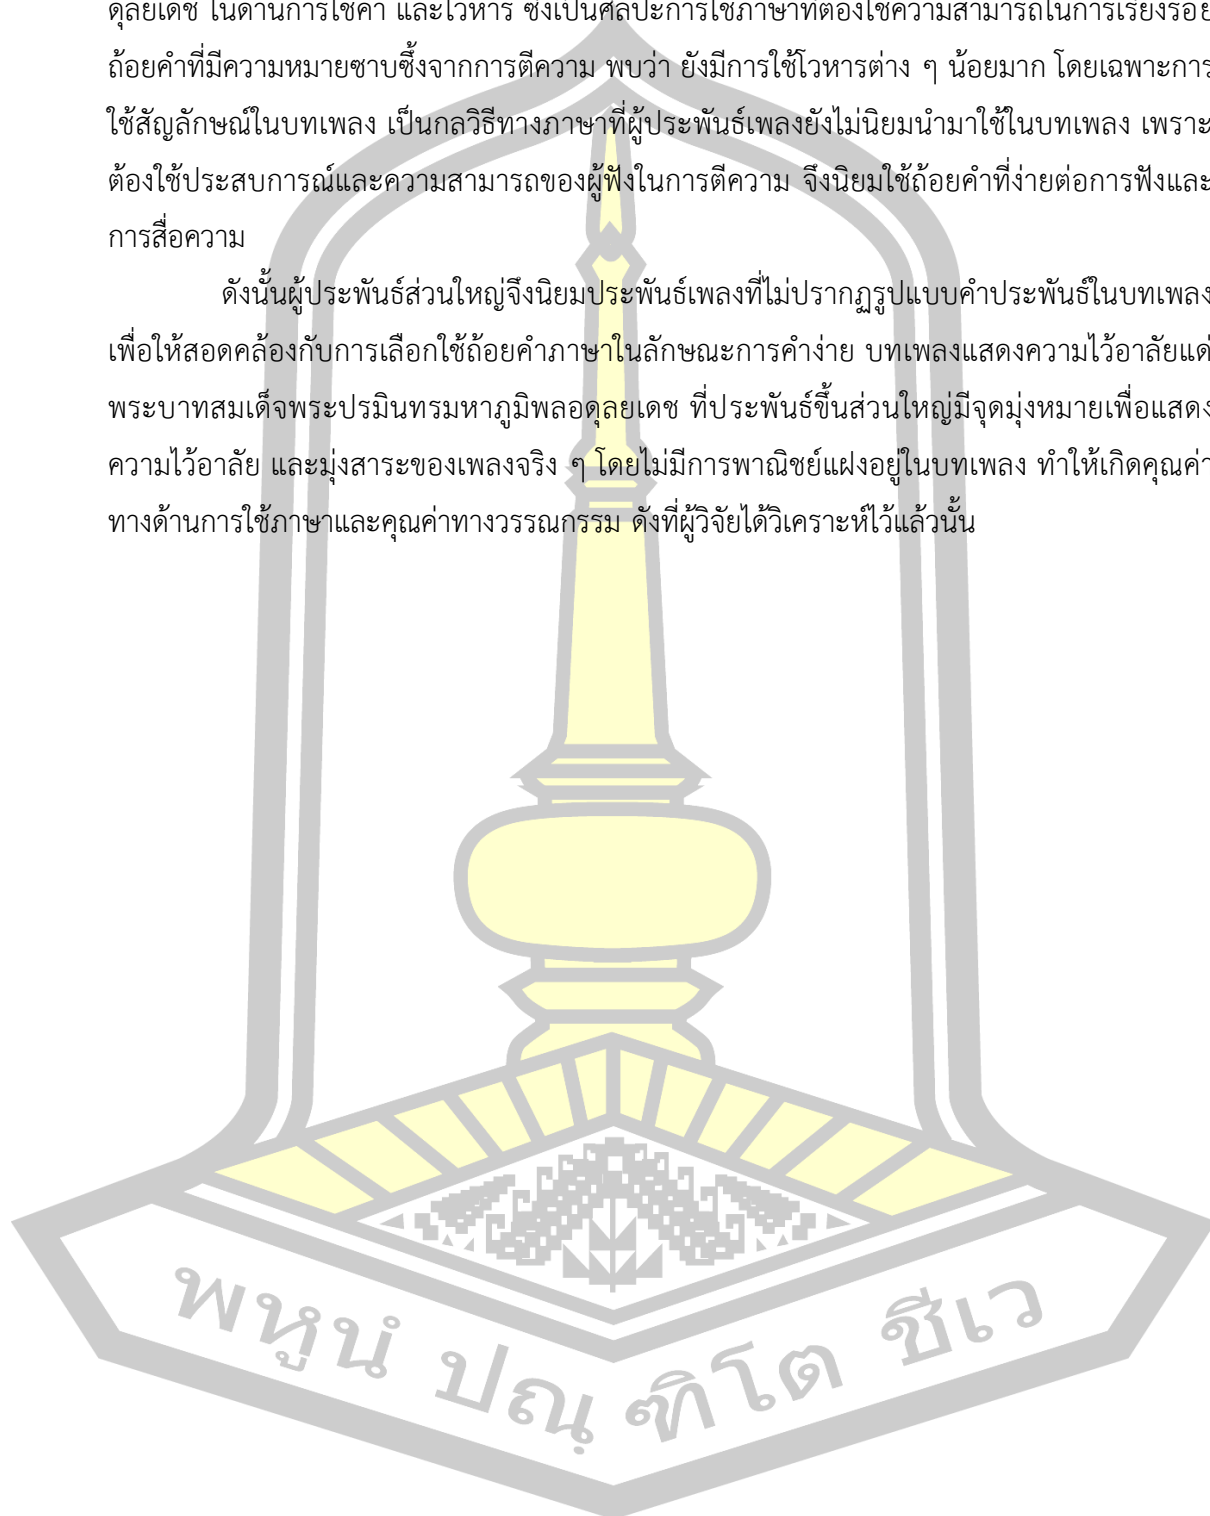 ดุลยเดช ในด้านการใช้คำ และโวหาร ซึ่งเป็นศิลปะการใช้ภาษาที่ต้องใช้ความสามารถในการเรียงร้อย
ถ้อยคำที่มีความหมายซาบซึ้งจากการตีความ พบว่า ยังมีการใช้โวหารต่าง ๆ น้อยมาก โดยเฉพาะการ
ใช้สัญลักษณ์ในบทเพลง เป็นกลวิธีทางภาษาที่ผู้ประพันธ์เพลงยังไม่นิยมนำมาใช้ในบทเพลง เพราะ
ต้องใช้ประสบการณ์และความสามารถของผู้ฟังในการตีความ จึงนิยมใช้ถ้อยคำที่ง่ายต่อการฟังและ
การสื่อความ
ดังนั้นผู้ประพันธ์ส่วนใหญ่จึงนิยมประพันธ์เพลงที่ไม่ปรากฏรูปแบบคำประพันธ์ในบทเพลง
เพื่อให้สอดคล้องกับการเลือกใช้ถ้อยคำภาษาในลักษณะการคำง่าย บทเพลงแสดงความไว้อาลัยแด่
พระบาทสมเด็จพระปรมินทรมหาภูมิพลอดุลยเดช ที่ประพันธ์ขึ้นส่วนใหญ่มีจุดมุ่งหมายเพื่อแสดง
ความไว้อาลัย และมุ่งสาระของเพลงจริง ๆ โดยไม่มีการพาณิชย์แฝงอยู่ในบทเพลง ทำให้เกิดคุณค่า
ทางด้านการใช้ภาษาและคุณค่าทางวรรณกรรม ดังที่ผู้วิจัยได้วิเคราะห์ไว้แล้วนั้น
พหูนํ ปณฺ ฑิโต ชีเว